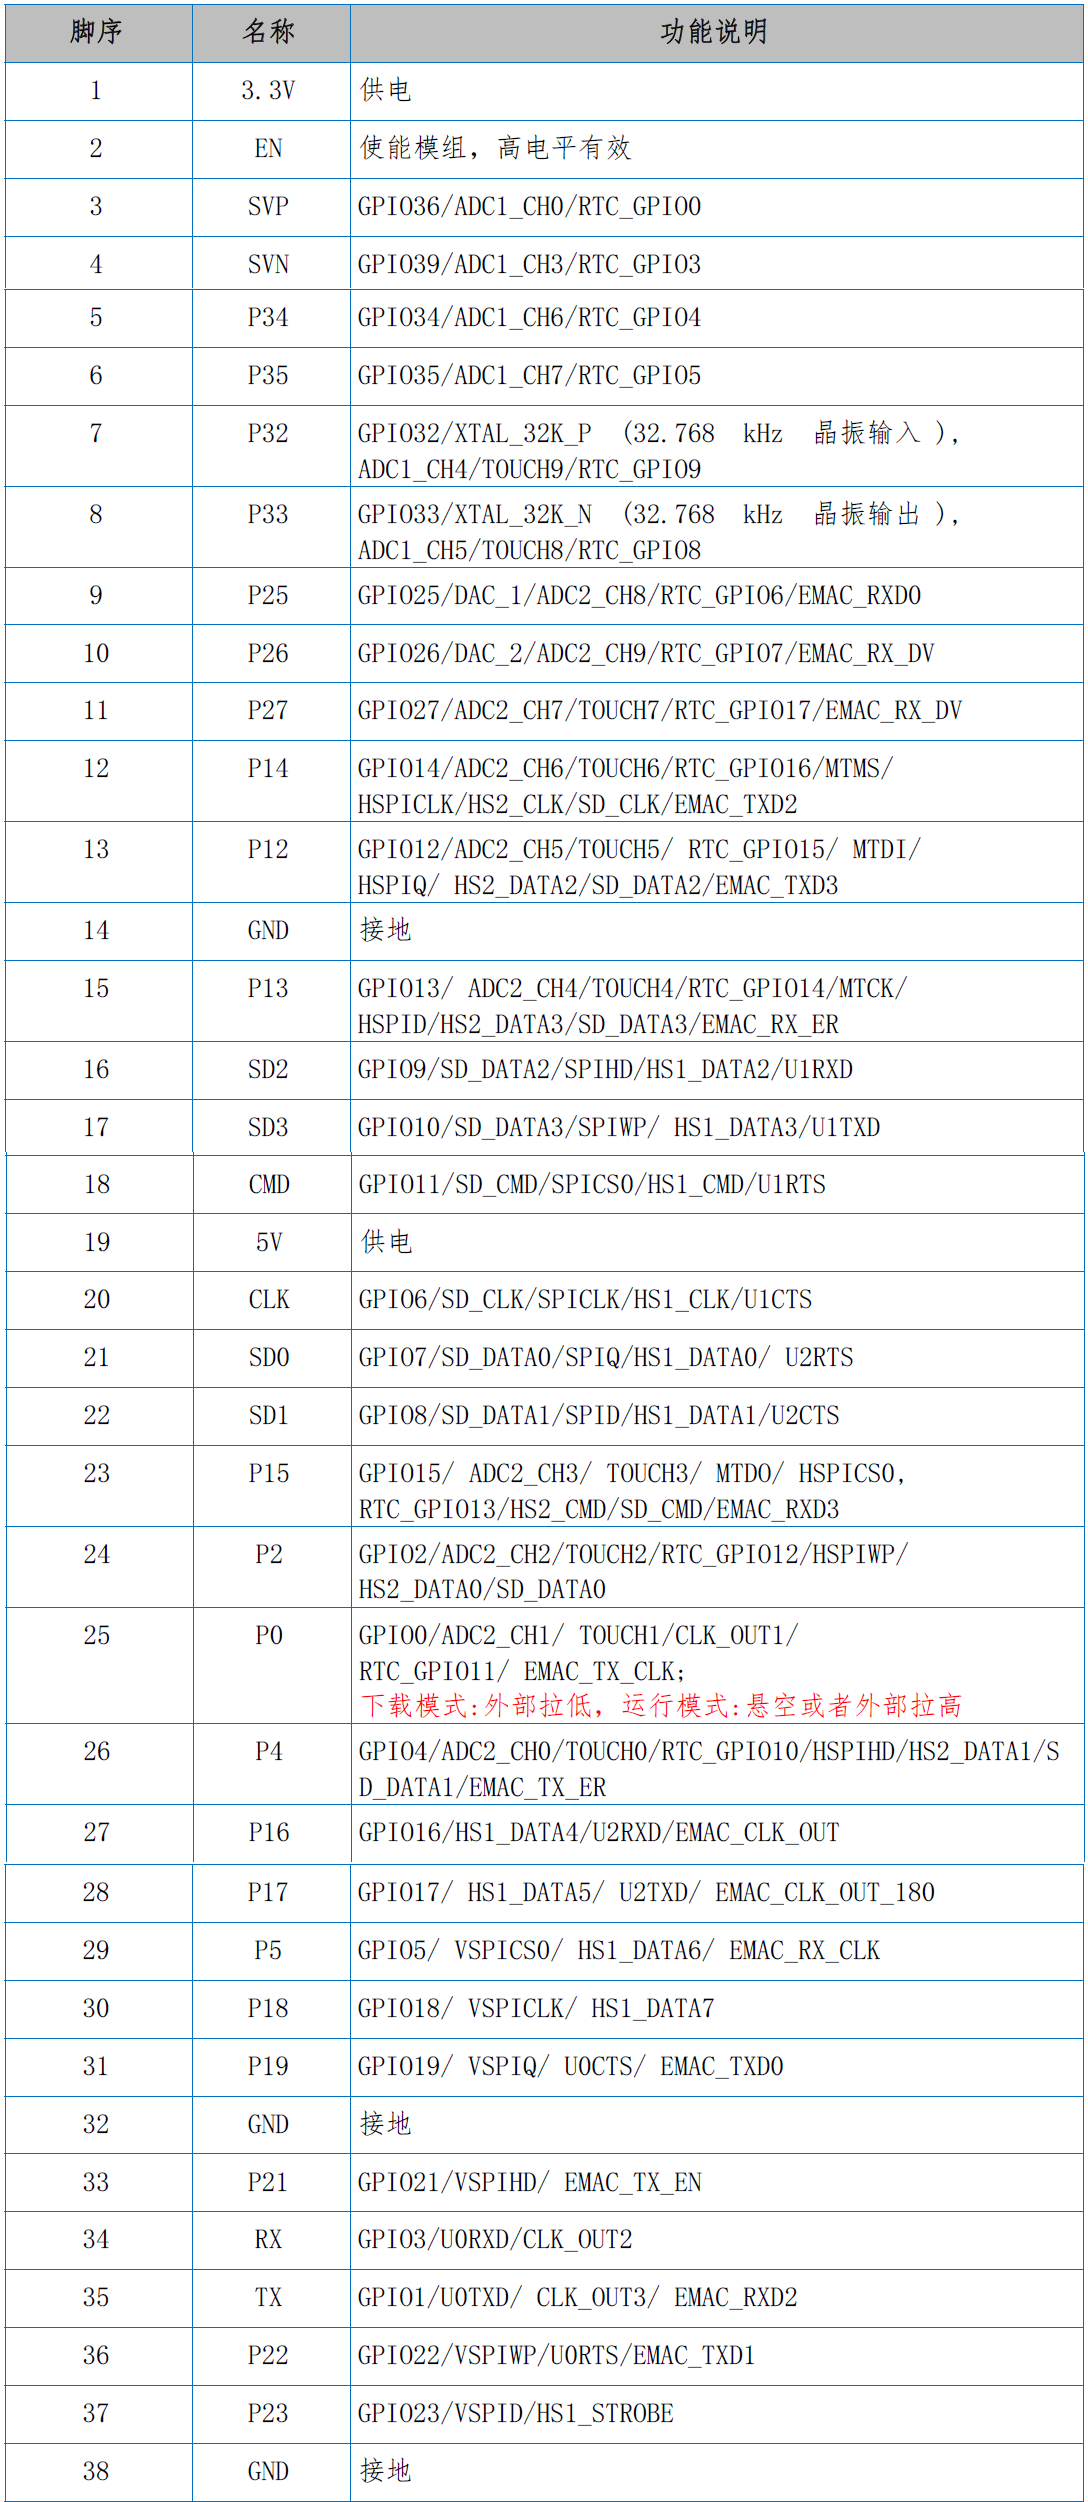 脚序 名称 功能说明
1 3.3V 供电
2 EN 使能模组，高电平有效
3 SVP GPIO36/ADC1_CH0/RTC_GPIO0
4 SVN GPIO39/ADC1_CH3/RTC_GPIO3
5 P34 GPIO34/ADC1_CH6/RTC_GPIO4
6 P35 GPIO35/ADC1_CH7/RTC_GPIO5
7 P32 GPIO32/XTAL_32K_P (32.768 kHz 晶振输入),
ADC1_CH4/TOUCH9/RTC_GPIO9
8 P33 GPIO33/XTAL_32K_N (32.768 kHz 晶振输出),
ADC1_CH5/TOUCH8/RTC_GPIO8
9 P25 GPIO25/DAC_1/ADC2_CH8/RTC_GPIO6/EMAC_RXD0
10 P26 GPIO26/DAC_2/ADC2_CH9/RTC_GPIO7/EMAC_RX_DV
11 P27 GPIO27/ADC2_CH7/TOUCH7/RTC_GPIO17/EMAC_RX_DV
12 P14 GPIO14/ADC2_CH6/TOUCH6/RTC_GPIO16/MTMS/
HSPICLK/HS2_CLK/SD_CLK/EMAC_TXD2
13 P12 GPIO12/ADC2_CH5/TOUCH5/ RTC_GPIO15/ MTDI/
HSPIQ/ HS2_DATA2/SD_DATA2/EMAC_TXD3
14 GND 接地
15 P13 GPIO13/ ADC2_CH4/TOUCH4/RTC_GPIO14/MTCK/
HSPID/HS2_DATA3/SD_DATA3/EMAC_RX_ER
16 SD2 GPIO9/SD_DATA2/SPIHD/HS1_DATA2/U1RXD
17 SD3 GPIO10/SD_DATA3/SPIWP/ HS1_DATA3/U1TXD
18 CMD GPIO11/SD_CMD/SPICS0/HS1_CMD/U1RTS
19 5V 供电
20 CLK GPIO6/SD_CLK/SPICLK/HS1_CLK/U1CTS
21 SD0 GPIO7/SD_DATA0/SPIQ/HS1_DATA0/ U2RTS
22 SD1 GPIO8/SD_DATA1/SPID/HS1_DATA1/U2CTS
23 P15 GPIO15/ ADC2_CH3/ TOUCH3/ MTDO/ HSPICS0,
RTC_GPIO13/HS2_CMD/SD_CMD/EMAC_RXD3
24 P2 GPIO2/ADC2_CH2/TOUCH2/RTC_GPIO12/HSPIWP/
HS2_DATA0/SD_DATA0
25 P0 GPIO0/ADC2_CH1/ TOUCH1/CLK_OUT1/
RTC_GPIO11/ EMAC_TX_CLK;
下载模式:外部拉低，运行模式:悬空或者外部拉高
26 P4 GPIO4/ADC2_CH0/TOUCH0/RTC_GPIO10/HSPIHD/HS2_DATA1/S
D_DATA1/EMAC_TX_ER
27 P16 GPIO16/HS1_DATA4/U2RXD/EMAC_CLK_OUT
28 P17 GPIO17/ HS1_DATA5/ U2TXD/ EMAC_CLK_OUT_180
29 P5 GPIO5/ VSPICS0/ HS1_DATA6/ EMAC_RX_CLK
30 P18 GPIO18/ VSPICLK/ HS1_DATA7
31 P19 GPIO19/ VSPIQ/ U0CTS/ EMAC_TXD0
32 GND 接地
33 P21 GPIO21/VSPIHD/ EMAC_TX_EN
34 RX GPIO3/U0RXD/CLK_OUT2
35 TX GPIO1/U0TXD/ CLK_OUT3/ EMAC_RXD2
36 P22 GPIO22/VSPIWP/U0RTS/EMAC_TXD1
37 P23 GPIO23/VSPID/HS1_STROBE
38 GND 接地